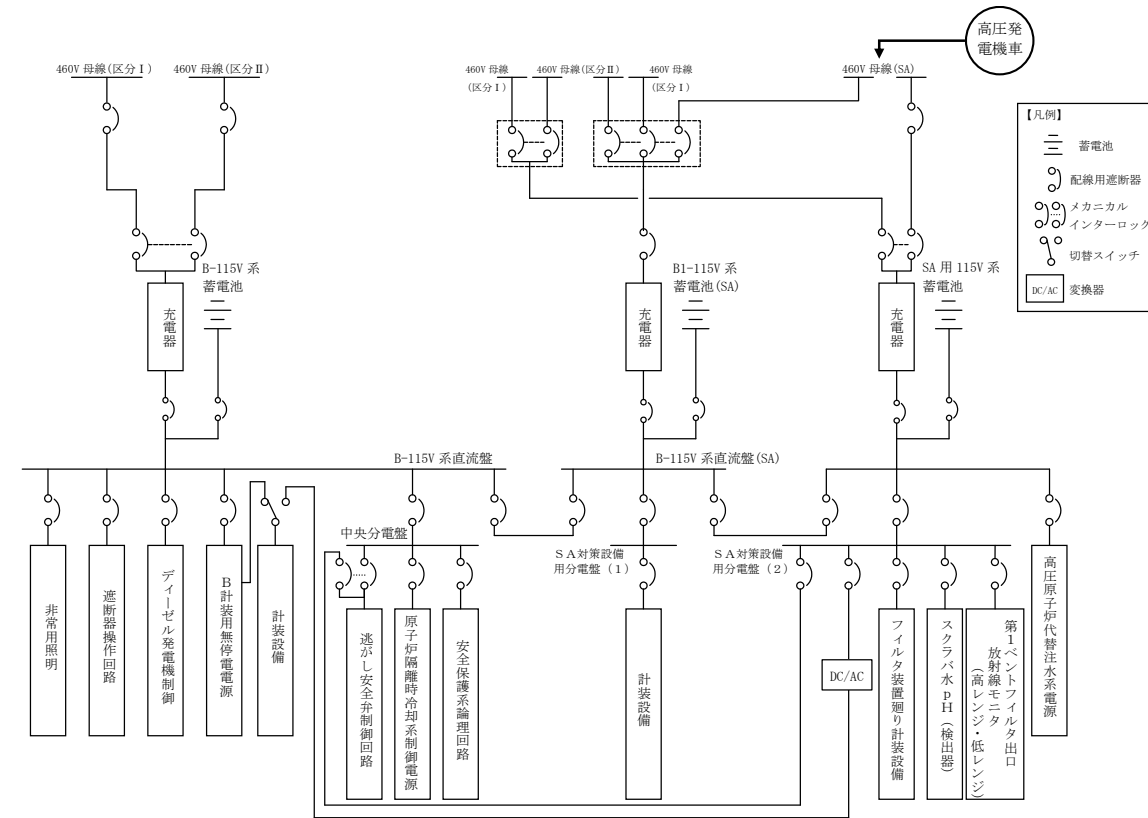 高圧発
電機車
460V 母線(区分Ⅰ)
460V 母線(区分Ⅱ)
460V 母線
(区分Ⅰ)
460V 母線(区分Ⅱ)
460V 母線
(区分Ⅰ)
460V 母線(SA)
【凡例】
蓄電池
配線用遮断器
メカニカル
インターロック
切替スイッチ
DC/AC
変換器
B-115V 系
蓄電池
B1-115V 系
蓄電池(SA)
SA 用 115V 系
蓄電池
充電器
充電器
充電器
B-115V 系直流盤
B-115V 系直流盤(SA)
中央分電盤
SA対策設備
用分電盤(1)
SA対策設備
用分電盤(2)
非常用照明
遮断器操作回路
ディーゼル発電機制御
B計装用無停電電源
計装設備
逃がし安全弁制御回路
原子炉隔離時冷却系制御電源
安全保護系論理回路
計装設備
DC/AC
フィルタ装置廻り計装設備
スクラバ水pH(検出器)
第1ベントフィルタ出口
放射線モニタ
(高レンジ・低レンジ)
高圧原子炉代替注水系電源